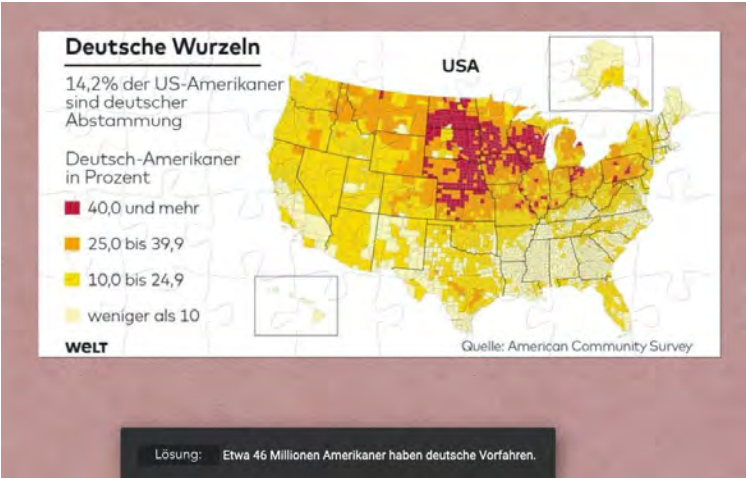 Deutsche Wurzeln
14,2% der US-Amerikaner
sind deutscher
Abstammung
Deutsch-Amerikaner
in Prozent
40,0 und mehr
25,0 bis 39,9
10,0 bis 24,9
weniger als 10
WELT
USA
Quelle: American Community Survey
Lösung: Etwa 46 Millionen Amerikaner haben deutsche Vorfahren.